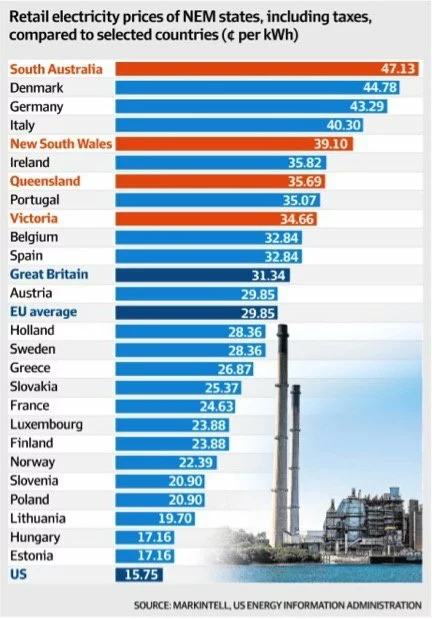 Retail electricity prices of NEM states, including taxes,
compared to selected countries (¢ per kWh)
South Australia 47.13
Denmark 44.78
Germany 43.29
Italy 40.30
New South Wales 39.10
Ireland 35.82
Queensland 35.69
Portugal 35.07
Victoria 34.66
Belgium 32.84
Spain 32.84
Great Britain 31.34
Austria 29.85
EU average 29.85
Holland 28.36
Sweden 28.36
Greece 26.87
Slovakia 25.37
France 24.63
Luxembourg 23.88
Finland 23.88
Norway 22.39
Slovenia 20.90
Poland 20.90
Lithuania 19.70
Hungary 17.16
Estonia 17.16
US 15.75
SOURCE: MARKINTELL, US ENERGY INFORMATION ADMINISTRATION